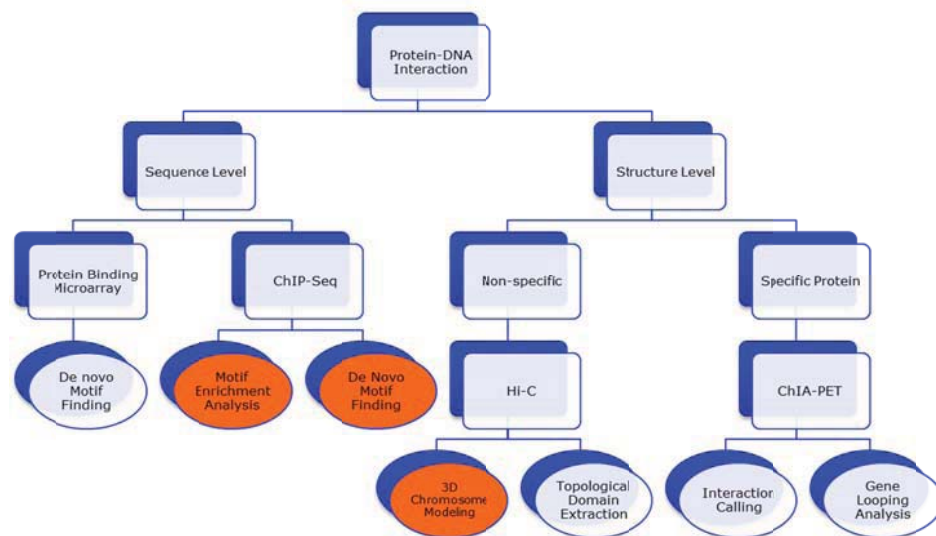 Protein-DNA
Interaction
Sequence Level
Structure Level
Protein Binding
Microarray
ChIP-Seq
Non-specific
Specific Protein
De novo
Motif
Finding
Motif
Enrichment
Analysis
De Novo
Motif
Finding
Hi-C
ChIA-PET
3D
Chromosome
Modeling
Topological
Domain
Extraction
Interaction
Calling
Gene
Looping
Analysis